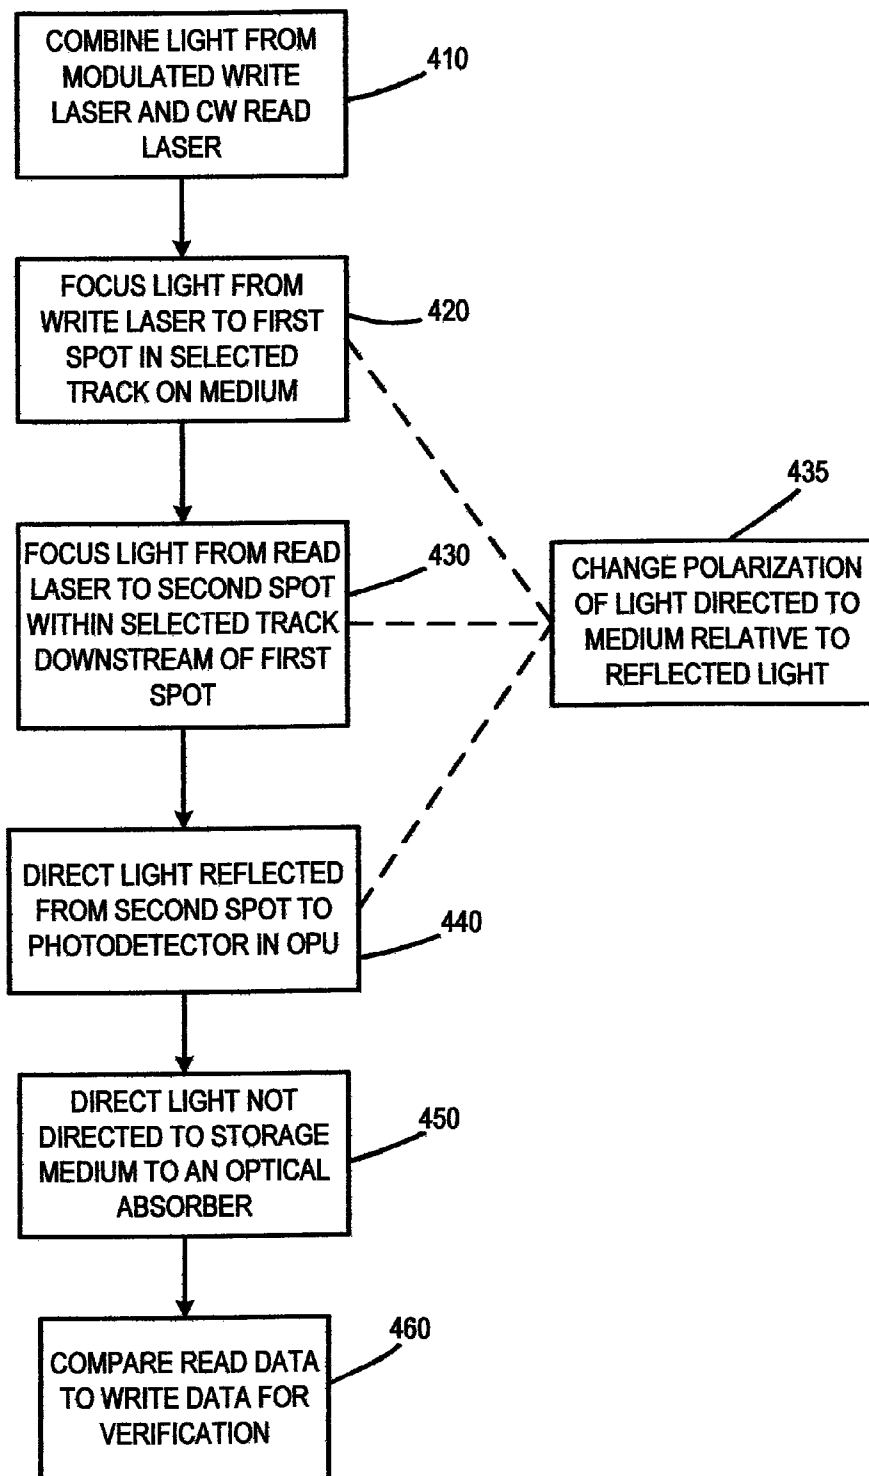 COMBINE LIGHT FROM
MODULATED WRITE
LASER AND CW READ
LASER
410
FOCUS LIGHT FROM
WRITE LASER TO FIRST
SPOT IN SELECTED
TRACK ON MEDIUM
420
FOCUS LIGHT FROM READ
LASER TO SECOND SPOT
WITHIN SELECTED TRACK
DOWNSTREAM OF FIRST
SPOT
430
435
CHANGE POLARIZATION
OF LIGHT DIRECTED TO
MEDIUM RELATIVE TO
REFLECTED LIGHT
DIRECT LIGHT REFLECTED
FROM SECOND SPOT TO
PHOTODETECTOR IN OPU
440
DIRECT LIGHT NOT
DIRECTED TO STORAGE
MEDIUM TO AN OPTICAL
ABSORBER
450
COMPARE READ DATA
TO WRITE DATA FOR
VERIFICATION
460